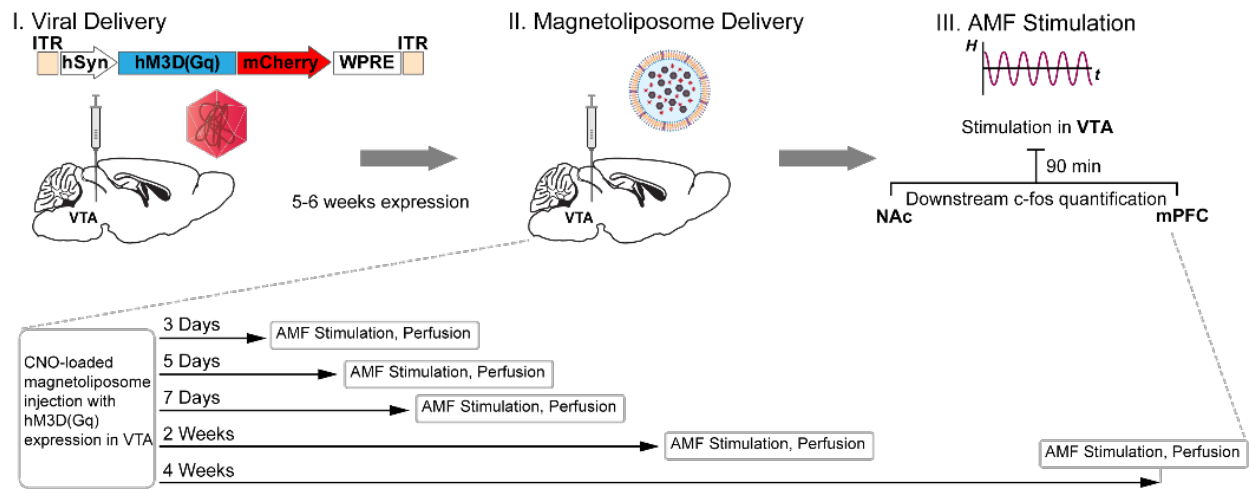 I. Viral Delivery
ITR
hSyn
hM3D(Gq)
mCherry
WPRE
ITR
VTA
5-6 weeks expression
II. Magnetoliposome Delivery
VTA
III. AMF Stimulation
H
t
Stimulation in VTA
90 min
Downstream c-fos quantification
NAc
mPFC
CNO-loaded
magnetoliposome
injection with
hM3D(Gq)
expression in VTA
3 Days
AMF Stimulation, Perfusion
5 Days
AMF Stimulation, Perfusion
7 Days
AMF Stimulation, Perfusion
2 Weeks
AMF Stimulation, Perfusion
4 Weeks
AMF Stimulation, Perfusion